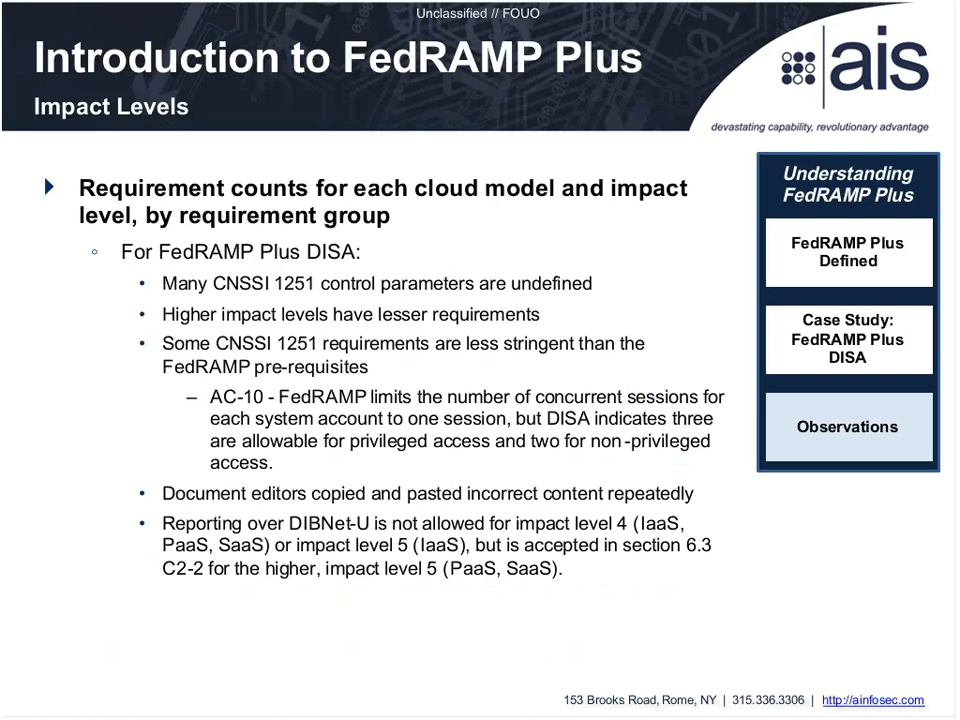 Unclassified // FOUO
Introduction to FedRAMP Plus
Impact Levels
ais
devastating capability, revolutionary advantage
Requirement counts for each cloud model and impact
level, by requirement group
◦ For FedRAMP Plus DISA:
• Many CNSSI 1251 control parameters are undefined
• Higher impact levels have lesser requirements
• Some CNSSI 1251 requirements are less stringent than the
FedRAMP pre-requisites
– AC-10 - FedRAMP limits the number of concurrent sessions for
each system account to one session, but DISA indicates three
are allowable for privileged access and two for non-privileged
access.
• Document editors copied and pasted incorrect content repeatedly
• Reporting over DIBNet-U is not allowed for impact level 4 (IaaS,
PaaS, SaaS) or impact level 5 (IaaS), but is accepted in section 6.3
C2-2 for the higher, impact level 5 (PaaS, SaaS).
Understanding
FedRAMP Plus
FedRAMP Plus
Defined
Case Study:
FedRAMP Plus
DISA
Observations
153 Brooks Road, Rome, NY | 315.336.3306 | http://ainfosec.com